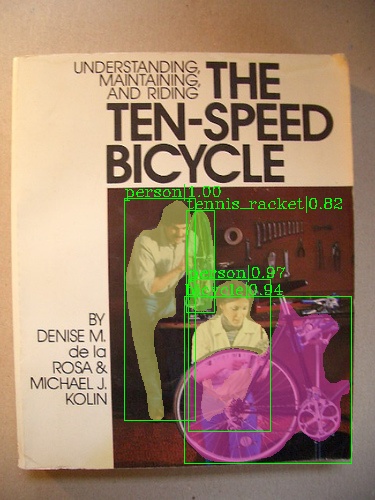 UNDERSTANDING,
MAINTAINING,
AND RIDING
THE
TEN-SPEED
BICYCLE
person|1.00
tennis_racket|0.82
person|0.97
bicycle|0.94
BY
DENISE M.
de la
ROSA &
MICHAEL J.
KOLIN